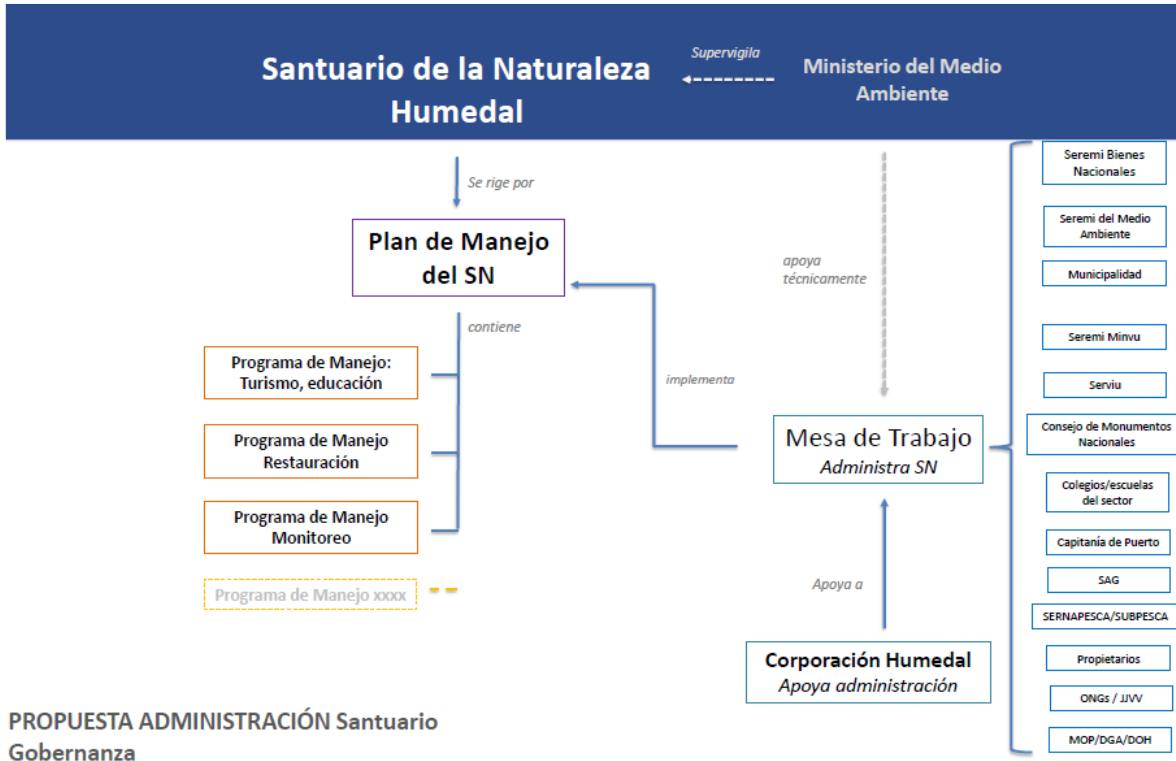 Santuario de la Naturaleza
Humedal
Supervigila
Ministerio del Medio
Ambiente
Se rige por
Plan de Manejo
del SN
contiene
Programa de Manejo:
Turismo, educación
Programa de Manejo
Restauración
Programa de Manejo
Monitoreo
Programa de Manejo xxxx
implementa
apoya
técnicamente
Mesa de Trabajo
Administra SN
Apoya a
Corporación Humedal
Apoya administración
Seremi Bienes
Nacionales
Seremi del Medio
Ambiente
Municipalidad
Seremi Minvu
Serviu
Consejo de Monumentos
Nacionales
Colegios/escuelas
del sector
Capitanía de Puerto
SAG
SERNAPESCA/SUBPESCA
Propietarios
ONGs / JJVV
MOP/DGA/DOH
PROPUESTA ADMINISTRACIÓN Santuario
Gobernanza